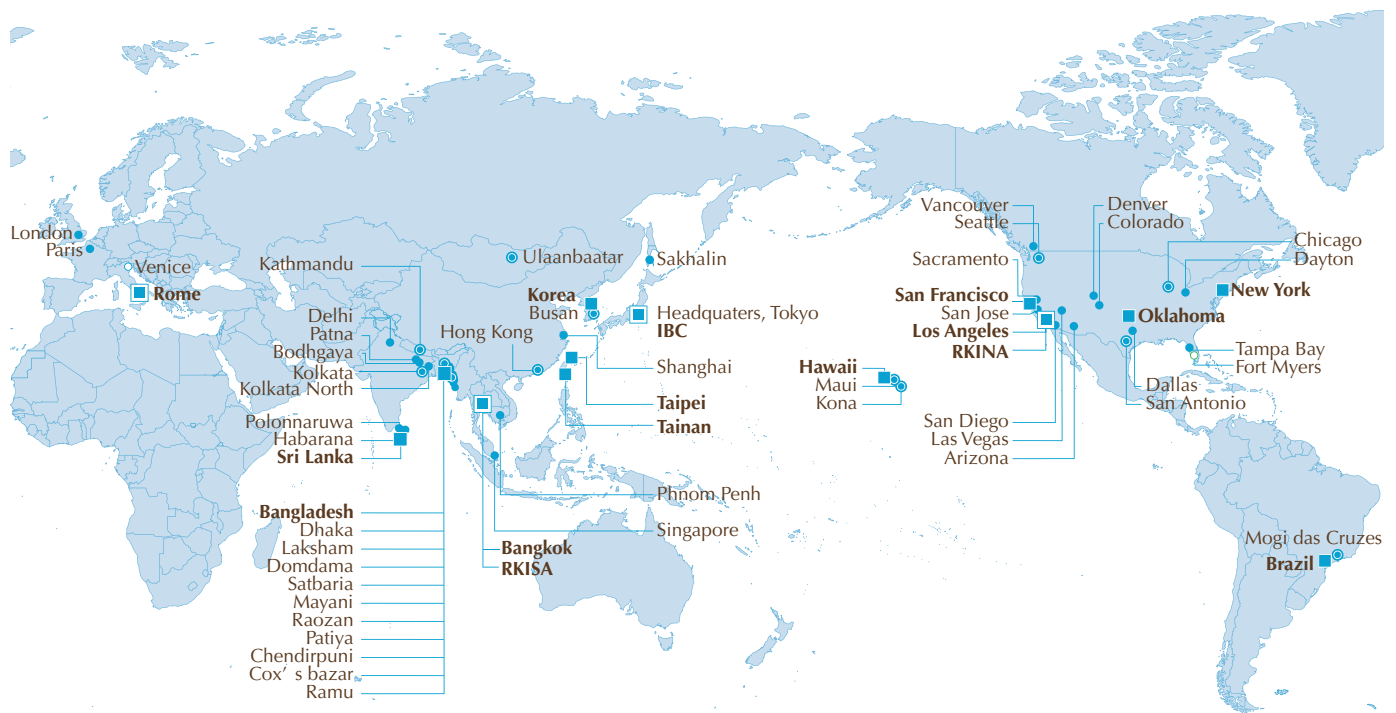 London
Paris
Venice
Rome
Kathmandu
Delhi
Patna
Bodhgaya
Kolkata
Kolkata North
Polonnaruwa
Habarana
Sri Lanka
Bangladesh
Dhaka
Laksham
Domdama
Satbaria
Mayani
Raozan
Patiya
Chendirpuni
Cox’ s bazar
Ramu
Ulaanbaatar
Sakhalin
Korea
Busan
Hong Kong
Headquaters, Tokyo
IBC
Shanghai
Taipei
Tainan
Phnom Penh
Singapore
Bangkok
RKISA
Hawaii
Maui
Kona
Vancouver
Seattle
Sacramento
San Francisco
San Jose
Los Angeles
RKINA
San Diego
Las Vegas
Arizona
Denver
Colorado
Chicago
Dayton
New York
Oklahoma
Tampa Bay
Fort Myers
Dallas
San Antonio
Mogi das Cruzes
Brazil